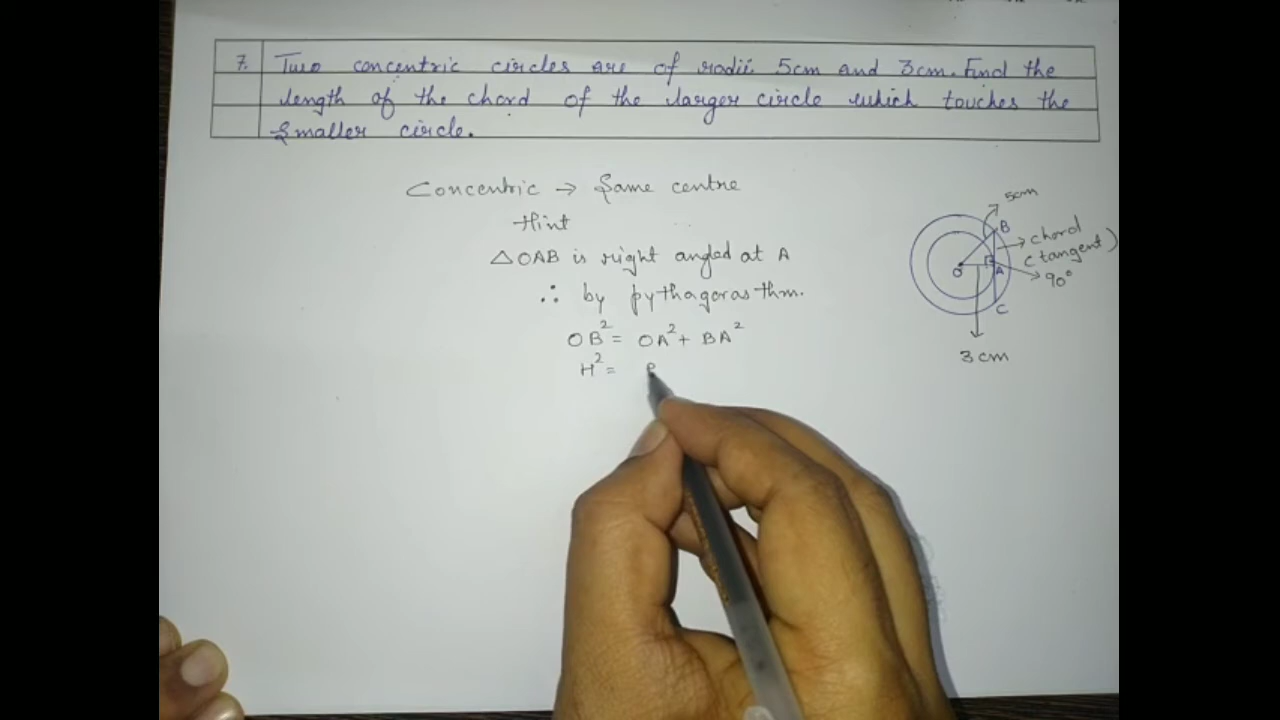 7. Two concentric circles are of radii 5cm and 3cm. Find the
length of the chord of the larger circle which touches the
smaller circle.
Concentric → Same centre
Hint
△OAB is right angled at A
∴ by pythagoras thm.
OB² = OA² + BA²
H² =
5cm
B
chord
(tangent)
O
A
90°
C
3 cm